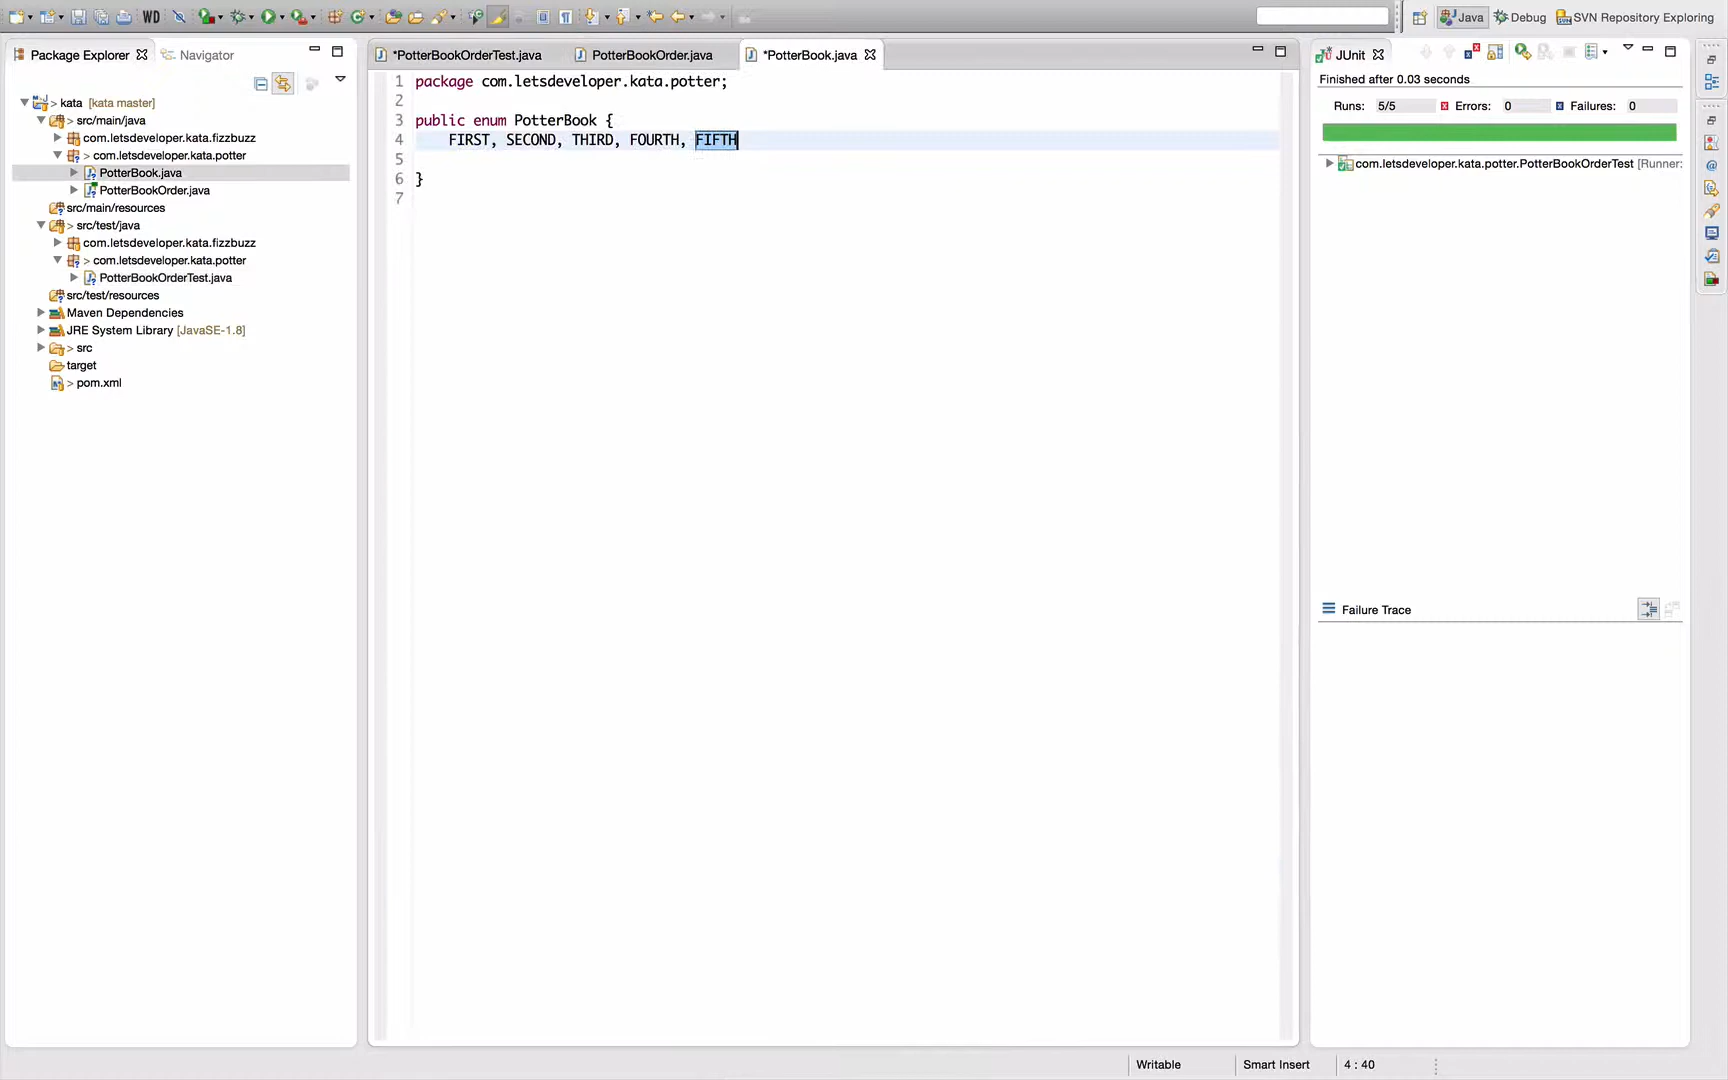 WD
Java
Debug
SVN Repository Exploring
Package Explorer
Navigator
> kata [kata master]
> src/main/java
com.letsdeveloper.kata.fizzbuzz
> com.letsdeveloper.kata.potter
PotterBook.java
PotterBookOrder.java
src/main/resources
> src/test/java
com.letsdeveloper.kata.fizzbuzz
> com.letsdeveloper.kata.potter
PotterBookOrderTest.java
src/test/resources
Maven Dependencies
JRE System Library [JavaSE-1.8]
> src
target
> pom.xml
*PotterBookOrderTest.java
PotterBookOrder.java
*PotterBook.java
1 package com.letsdeveloper.kata.potter;
2
3 public enum PotterBook {
4 FIRST, SECOND, THIRD, FOURTH, FIFTH
5
6 }
7
JUnit
Finished after 0.03 seconds
Runs: 5/5 Errors: 0 Failures: 0
com.letsdeveloper.kata.potter.PotterBookOrderTest [Runner:
Failure Trace
Writable
Smart Insert
4 : 40